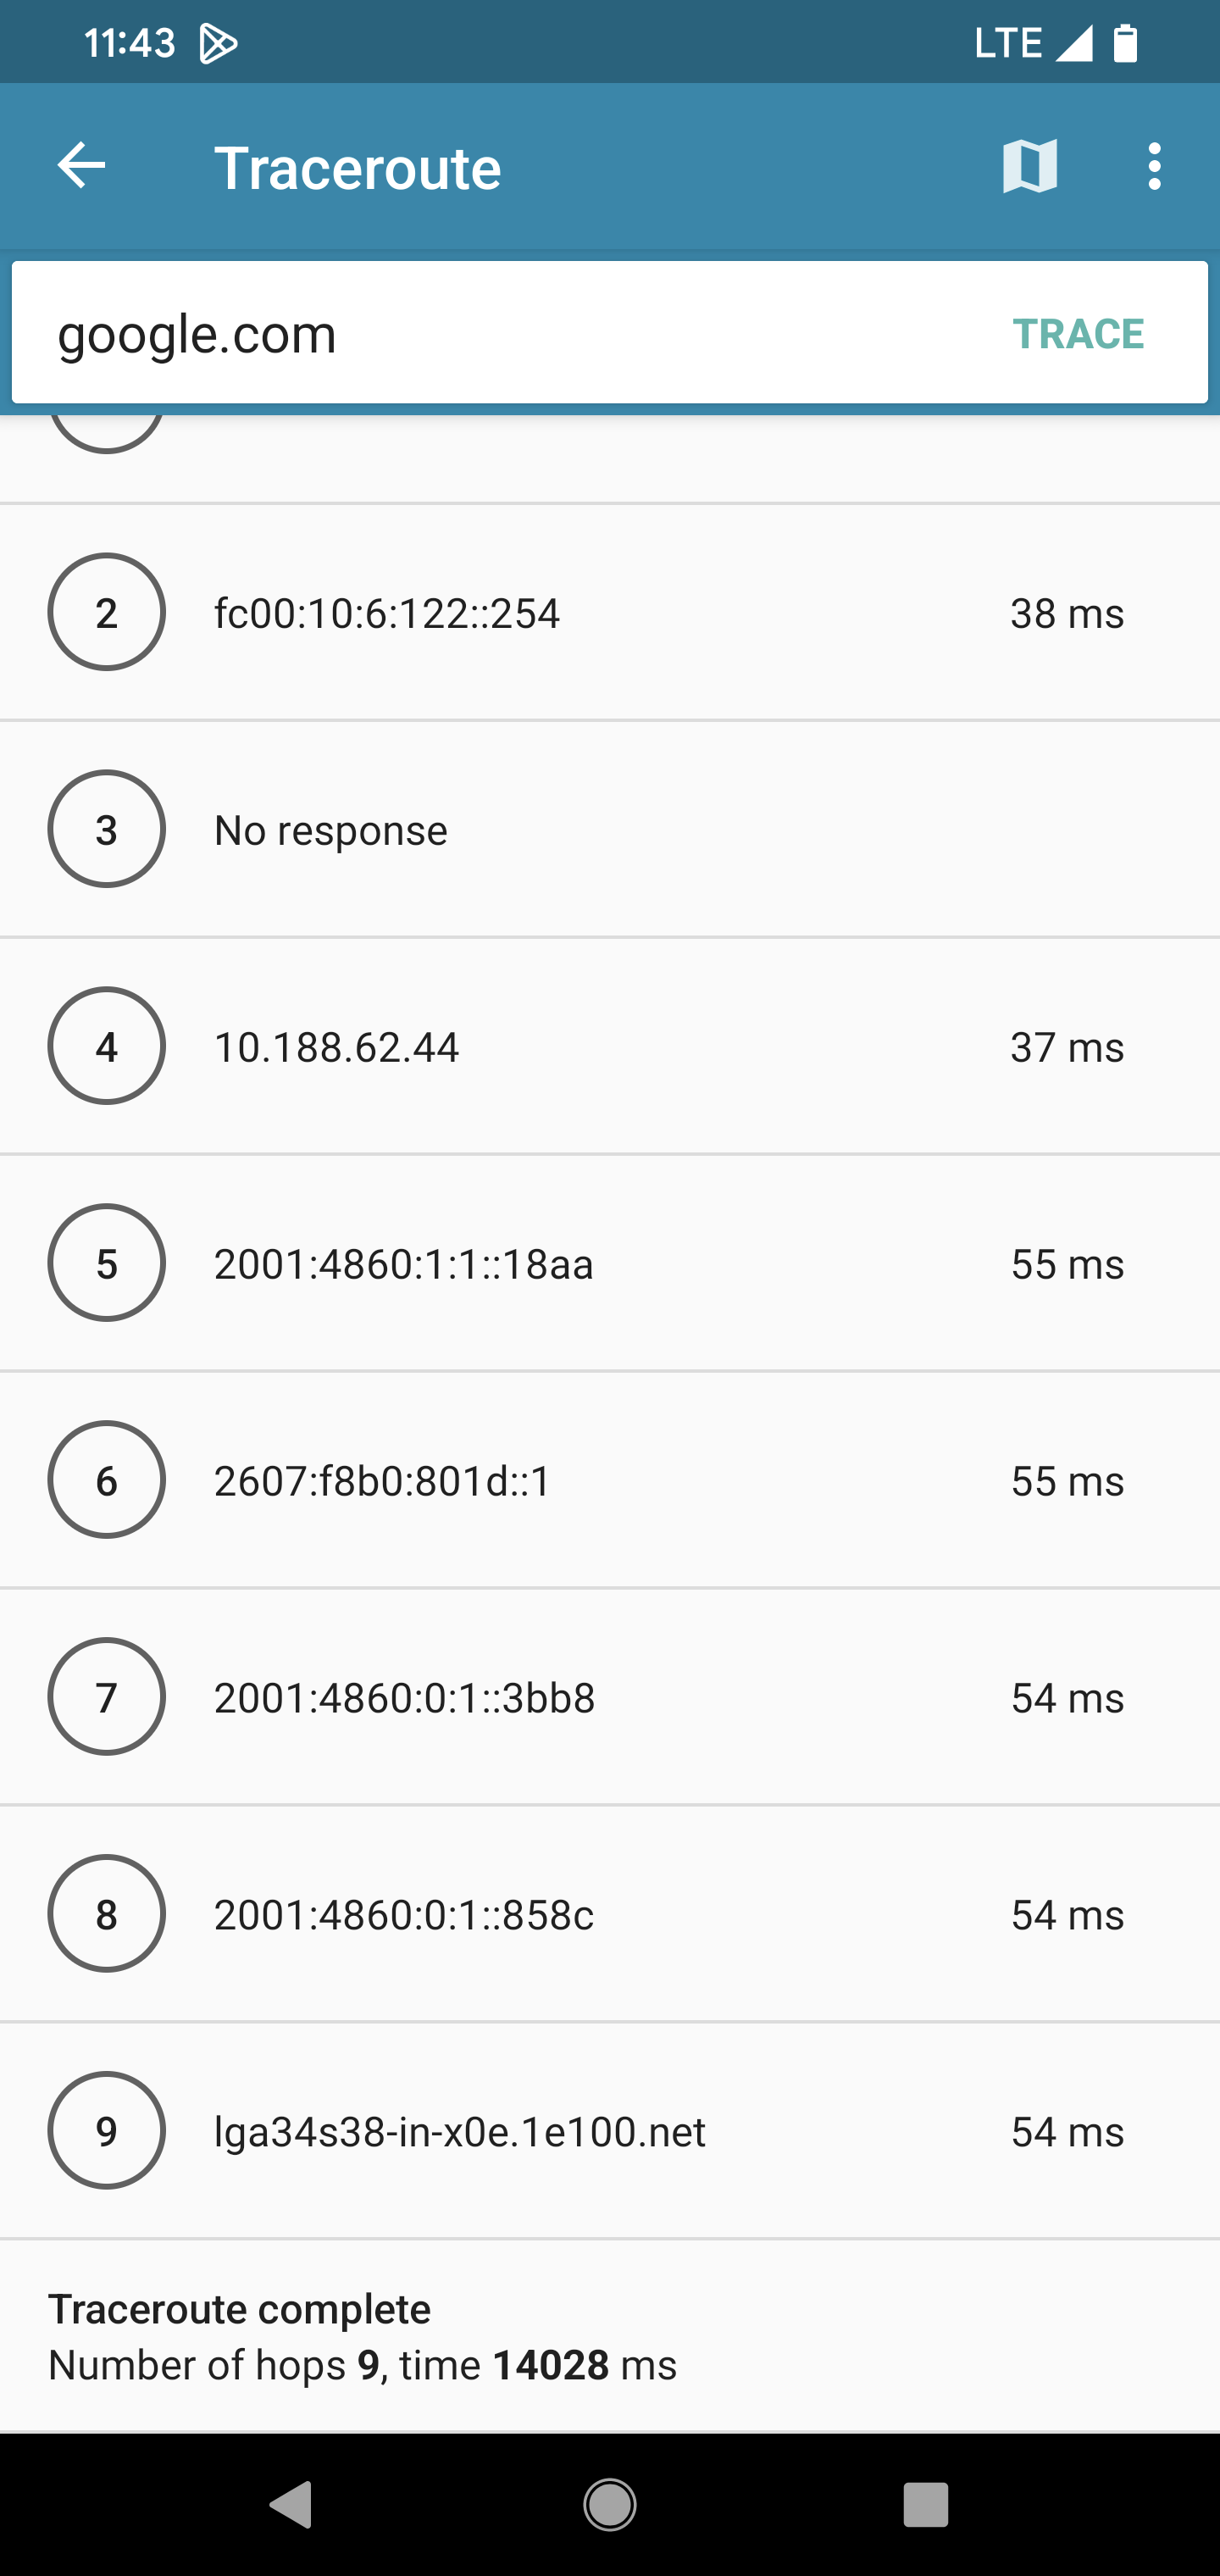 11:43 LTE
Traceroute
google.com TRACE
2 fc00:10:6:122::254 38 ms
3 No response
4 10.188.62.44 37 ms
5 2001:4860:1:1::18aa 55 ms
6 2607:f8b0:801d::1 55 ms
7 2001:4860:0:1::3bb8 54 ms
8 2001:4860:0:1::858c 54 ms
9 lga34s38-in-x0e.1e100.net 54 ms
Traceroute complete
Number of hops 9, time 14028 ms